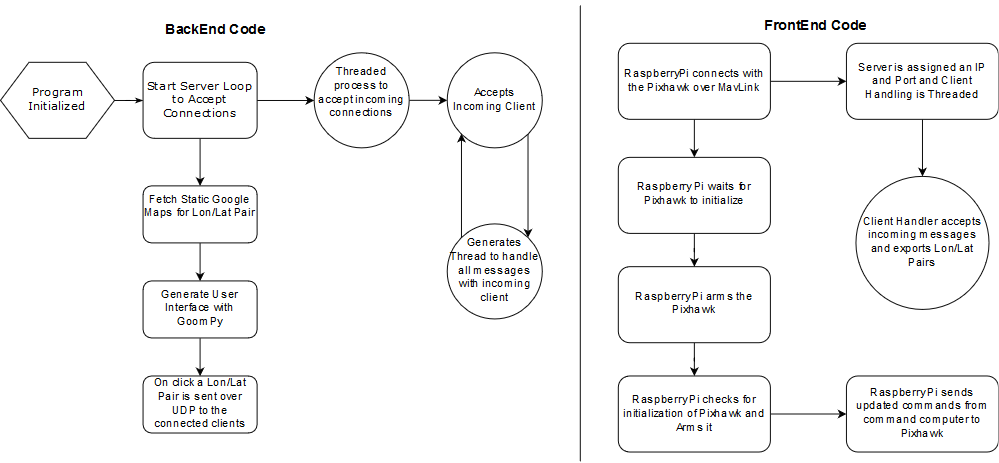 BackEnd Code
Program
Initialized
Start Server Loop
to Accept
Connections
Threaded
process to
accept incoming
connections
Accepts
Incoming Client
Fetch Static Google
Maps for Lon/Lat Pair
Generates
Thread to handle
all messages
with incoming
client
Generate User
Interface with
GoomPy
On click a Lon/Lat
Pair is sent over
UDP to the
connected clients
FrontEnd Code
RaspberryPi connects with
the Pixhawk over MavLink
Server is assigned an IP
and Port and Client
Handling is Threaded
RaspberryPi waits for
Pixhawk to initialize
Client Handler accepts
incoming messages
and exports Lon/Lat
Pairs
RaspberryPi arms the
Pixhawk
RaspberryPi checks for
initialization of Pixhawk and
Arms it
RaspberryPi sends
updated commands from
command computer to
Pixhawk